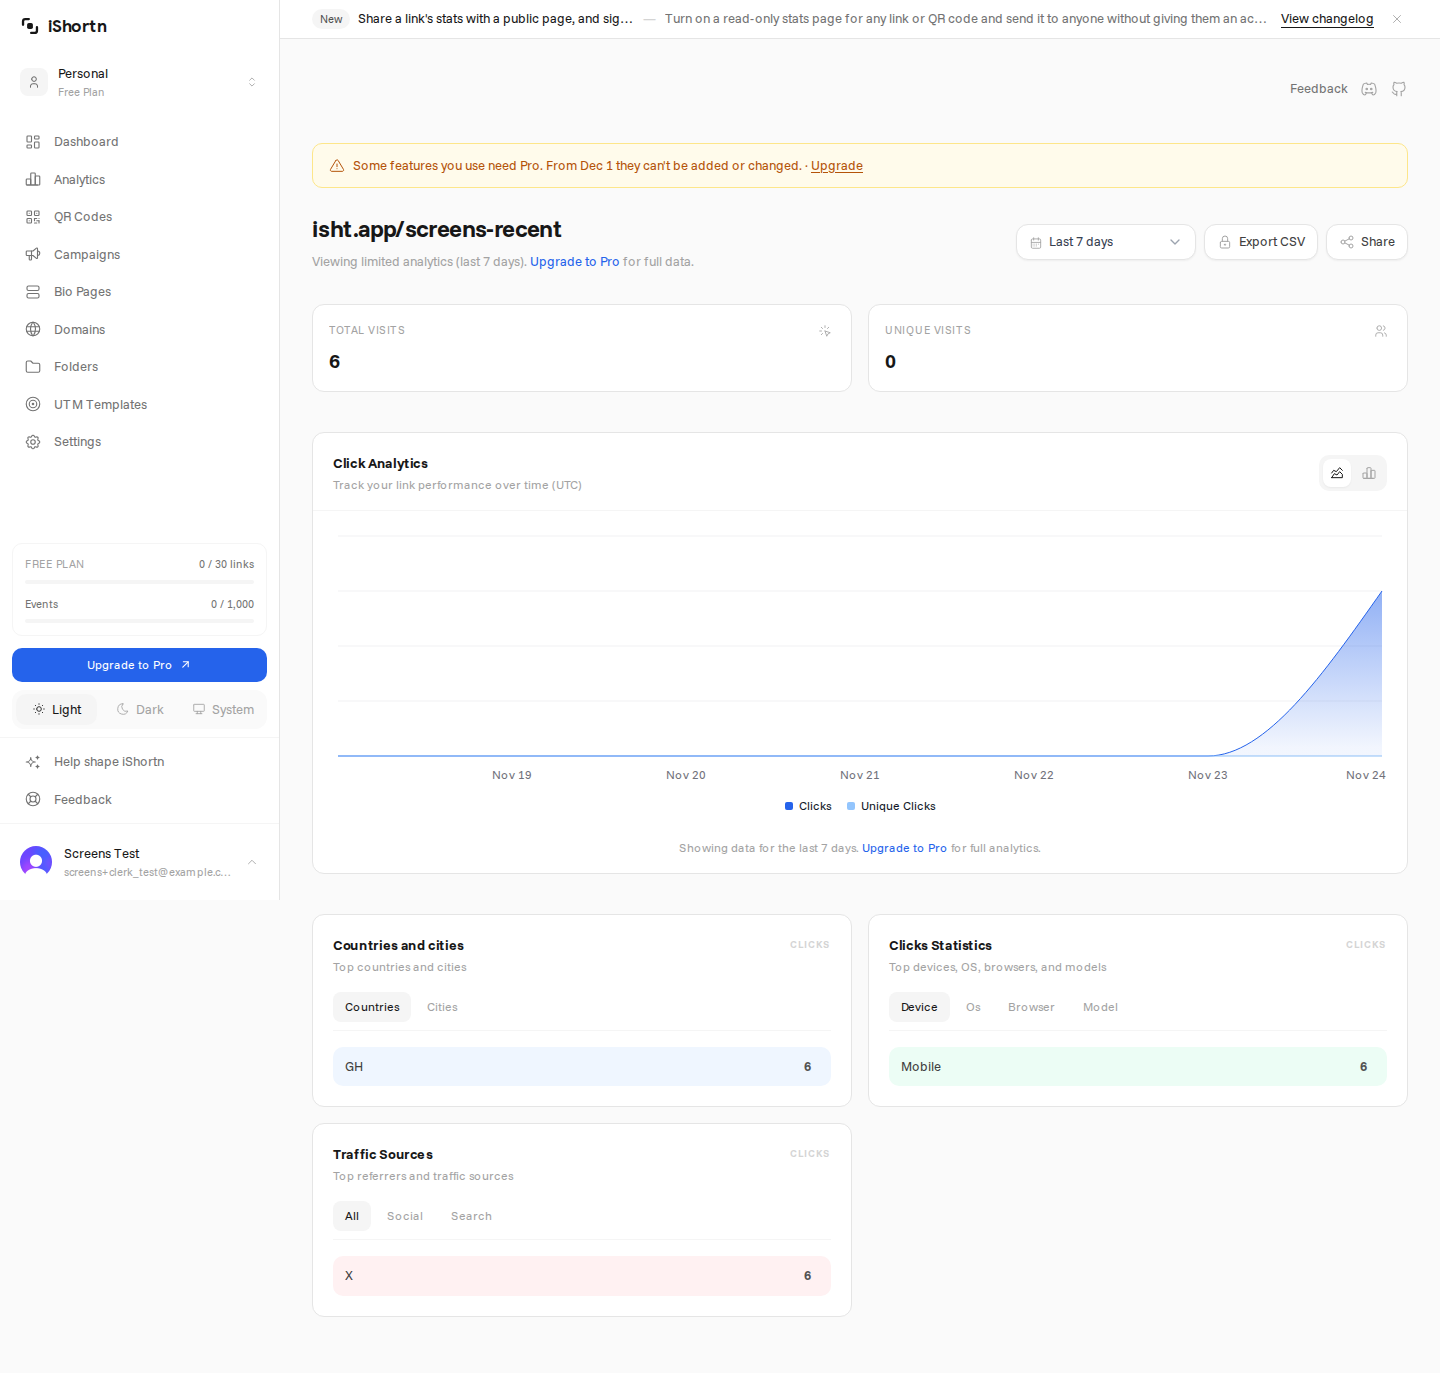 iShortn
Personal
Free Plan
Dashboard
Analytics
QR Codes
Campaigns
Bio Pages
Domains
Folders
UTM Templates
Settings
FREE PLAN 0 / 30 links
Events 0 / 1,000
Upgrade to Pro
Light Dark System
Help shape iShortn
Feedback
Screens Test
screens+clerk_test@example.c...
New Share a link's stats with a public page, and sig... — Turn on a read-only stats page for any link or QR code and send it to anyone without giving them an ac... View changelog
Feedback
Some features you use need Pro. From Dec 1 they can't be added or changed. · Upgrade
isht.app/screens-recent
Viewing limited analytics (last 7 days). Upgrade to Pro for full data.
Last 7 days Export CSV Share
TOTAL VISITS
6
UNIQUE VISITS
0
Click Analytics
Track your link performance over time (UTC)
Nov 19 Nov 20 Nov 21 Nov 22 Nov 23 Nov 24
Clicks Unique Clicks
Showing data for the last 7 days. Upgrade to Pro for full analytics.
Countries and cities CLICKS
Top countries and cities
Countries Cities
GH 6
Clicks Statistics CLICKS
Top devices, OS, browsers, and models
Device Os Browser Model
Mobile 6
Traffic Sources CLICKS
Top referrers and traffic sources
All Social Search
X 6